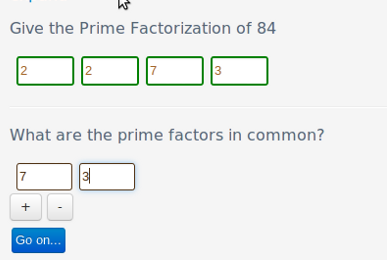 Give the Prime Factorization of 84
2 2 7 3
What are the prime factors in common?
7 3
+ -
Go on...